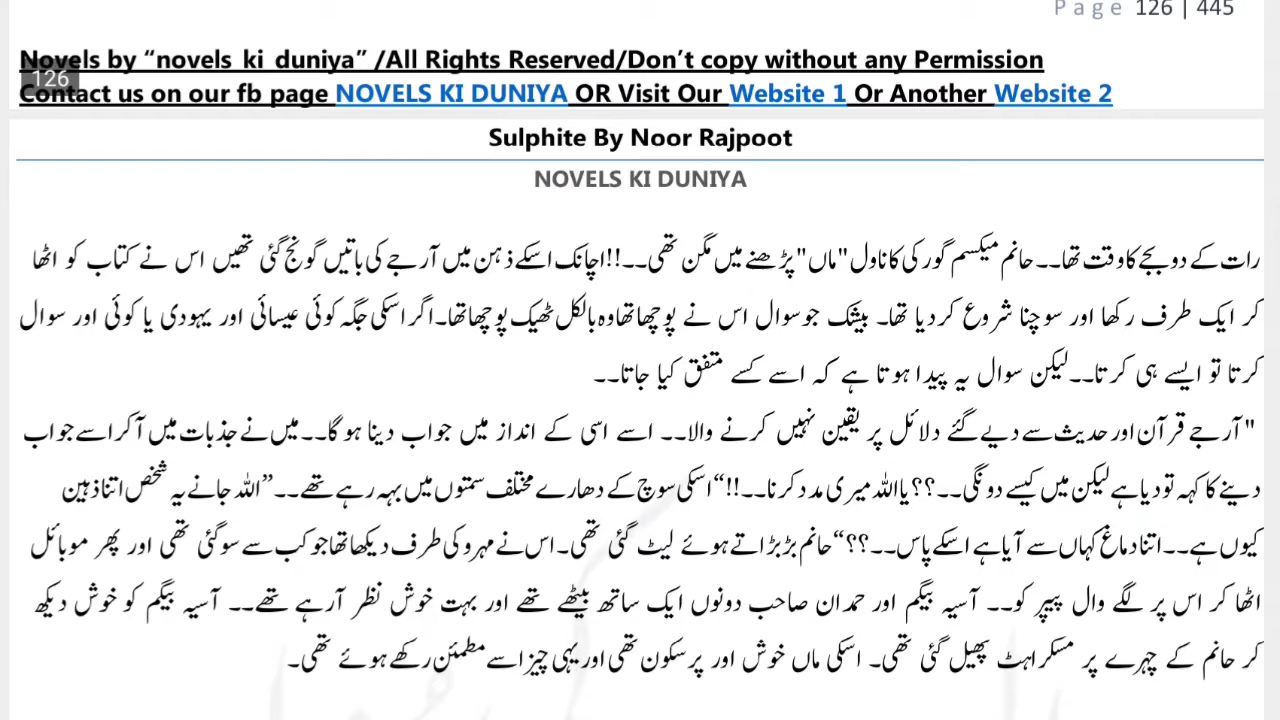 Page 126 | 445
Novels by “novels ki duniya” /All Rights Reserved/Don’t copy without any Permission
126
Contact us on our fb page NOVELS KI DUNIYA OR Visit Our Website 1 Or Another Website 2
Sulphite By Noor Rajpoot
NOVELS KI DUNIYA
رات کے دو بجے کا وقت تھا۔۔ حانم میکسم گور کی کا ناول "ماں" پڑھنے میں مگن تھی۔۔!! اچانک اسکے ذہن میں آرجے کی باتیں گونج گئی تھیں اس نے کتاب کو اٹھا
کر ایک طرف رکھا اور سوچنا شروع کر دیا تھا۔ بیشک جو سوال اس نے پوچھا تھا وہ بالکل ٹھیک پوچھا تھا۔ اگر اسکی جگہ کوئی عیسائی اور یہودی یا کوئی اور سوال
کرتا تو ایسے ہی کرتا۔۔ لیکن سوال یہ پیدا ہوتا ہے کہ اسے کسے متفق کیا جاتا۔۔
" آرجے قرآن اور حدیث سے دیے گئے دلائل پر یقین نہیں کرنے والا۔۔ اسے اسی کے انداز میں جواب دینا ہو گا۔۔ میں نے جذبات میں آ کر اسے جواب
دینے کا کہہ تو دیا ہے لیکن میں کیسے دونگی۔۔؟؟ یا اللہ میری مدد کرنا۔۔!!“ اسکی سوچ کے دھارے مختلف سمتوں میں بہہ رہے تھے۔۔ ”اللہ جانے یہ شخص اتنا ذہین
کیوں ہے۔۔ اتنا دماغ کہاں سے آیا ہے اسکے پاس۔۔؟؟“ حانم بڑبڑاتے ہوئے لیٹ گئی تھی۔ اس نے مہرو کی طرف دیکھا تھا جو کب سے سو گئی تھی اور پھر موبائل
اٹھا کر اس پر لگے وال پیپر کو۔۔ آسیہ بیگم اور حمدان صاحب دونوں ایک ساتھ بیٹھے تھے اور بہت خوش نظر آرہے تھے۔۔ آسیہ بیگم کو خوش دیکھ
کر حانم کے چہرے پر مسکراہٹ پھیل گئی تھی۔ اسکی ماں خوش اور پرسکون تھی اور یہی چیز اسے مطمئن رکھے ہوئے تھی۔